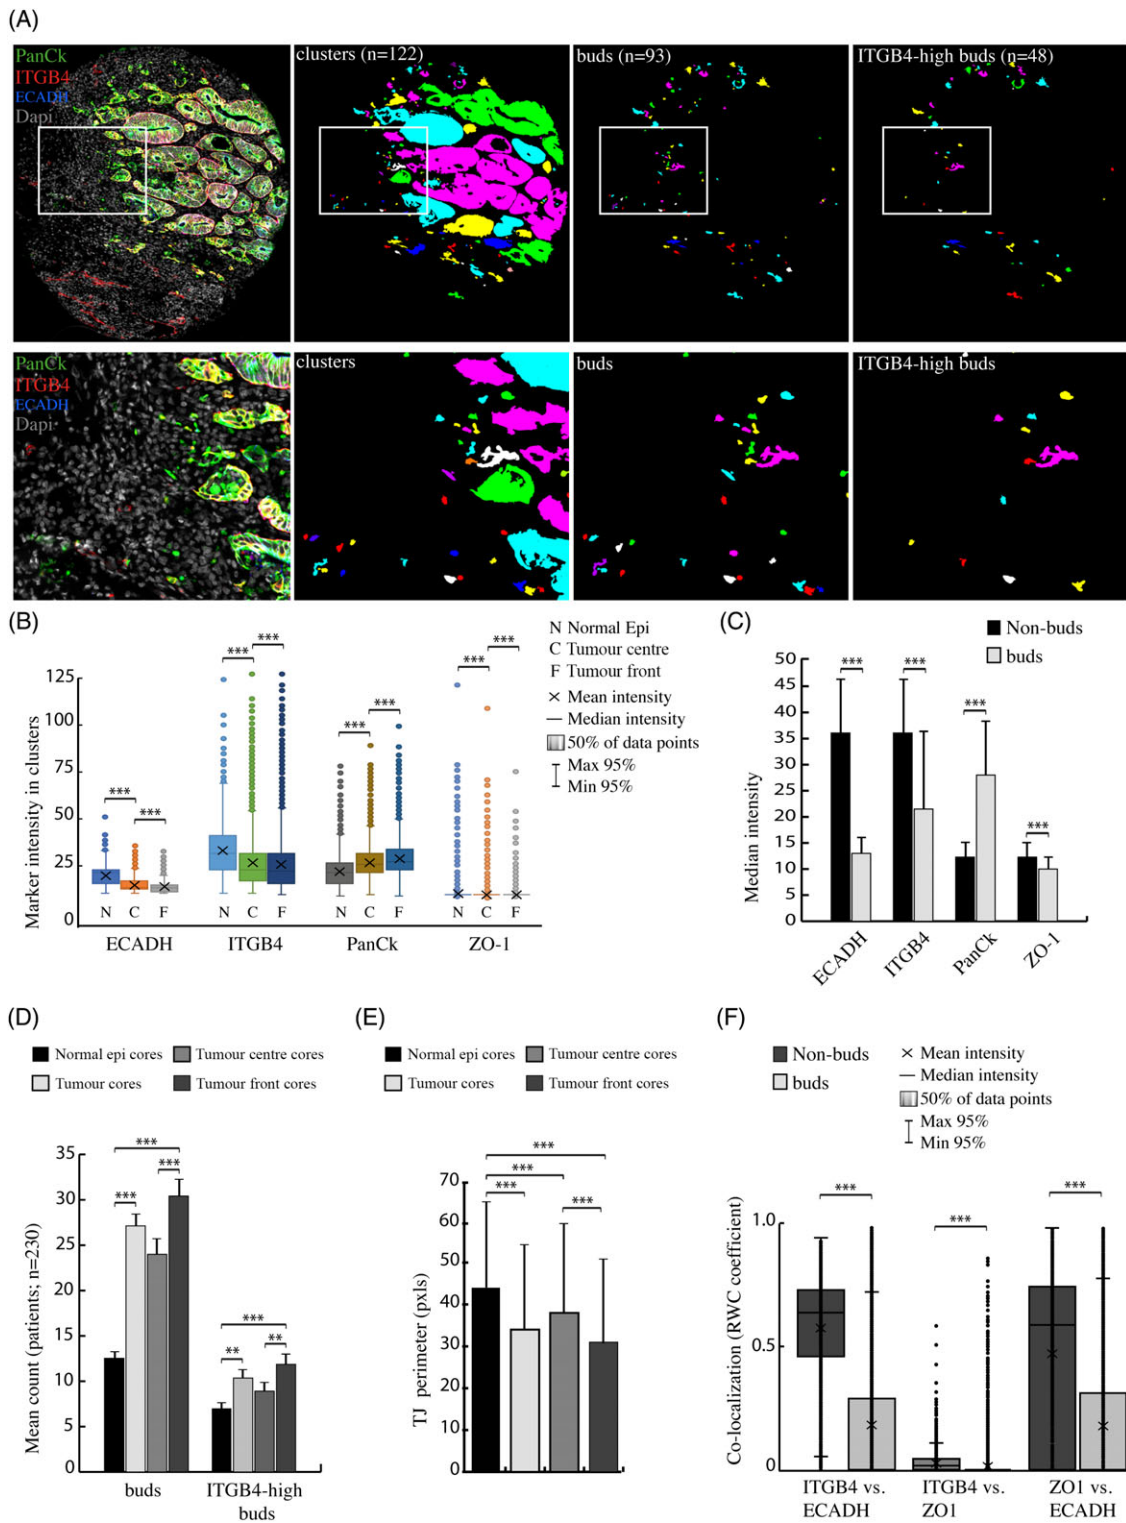 (A)
PanCk
ITGB4
ECADH
Dapi
clusters (n=122)
buds (n=93)
ITGB4-high buds (n=48)
PanCk
ITGB4
ECADH
Dapi
clusters
buds
ITGB4-high buds
(B)
N Normal Epi
C Tumour centre
F Tumour front
× Mean intensity
— Median intensity
50% of data points
Max 95%
Min 95%
Marker intensity in clusters
125
75
50
25
0
*** *** *** *** *** *** *** ***
N C F N C F N C F N C F
ECADH ITGB4 PanCk ZO-1
(C)
Non-buds
buds
Median intensity
50
45
35
30
25
20
15
10
5
0
*** *** *** ***
ECADH ITGB4 PanCk ZO-1
(D)
Normal epi cores Tumour centre cores
Tumour cores Tumour front cores
Mean count (patients; n=230)
35
30
25
20
15
10
5
0
***
*** ***
***
** **
buds ITGB4-high
buds
(E)
Normal epi cores Tumour centre cores
Tumour cores Tumour front cores
TJ perimeter (pxls)
70
60
50
40
30
20
10
0
***
***
*** ***
(F)
Non-buds
buds
× Mean intensity
— Median intensity
50% of data points
Max 95%
Min 95%
Co-localization (RWC coefficient)
1.0
0.5
0
*** *** ***
ITGB4 vs. ITGB4 vs. ZO1 vs.
ECADH ZO1 ECADH